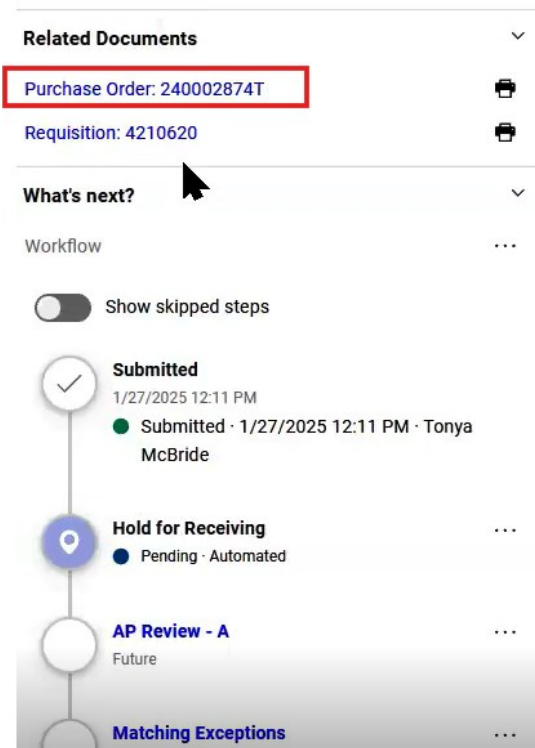 Related Documents
Purchase Order: 240002874T
Requisition: 4210620
What's next?
Workflow
Show skipped steps
Submitted
1/27/2025 12:11 PM
Submitted · 1/27/2025 12:11 PM · Tonya
McBride
Hold for Receiving
Pending · Automated
AP Review - A
Future
Matching Exceptions